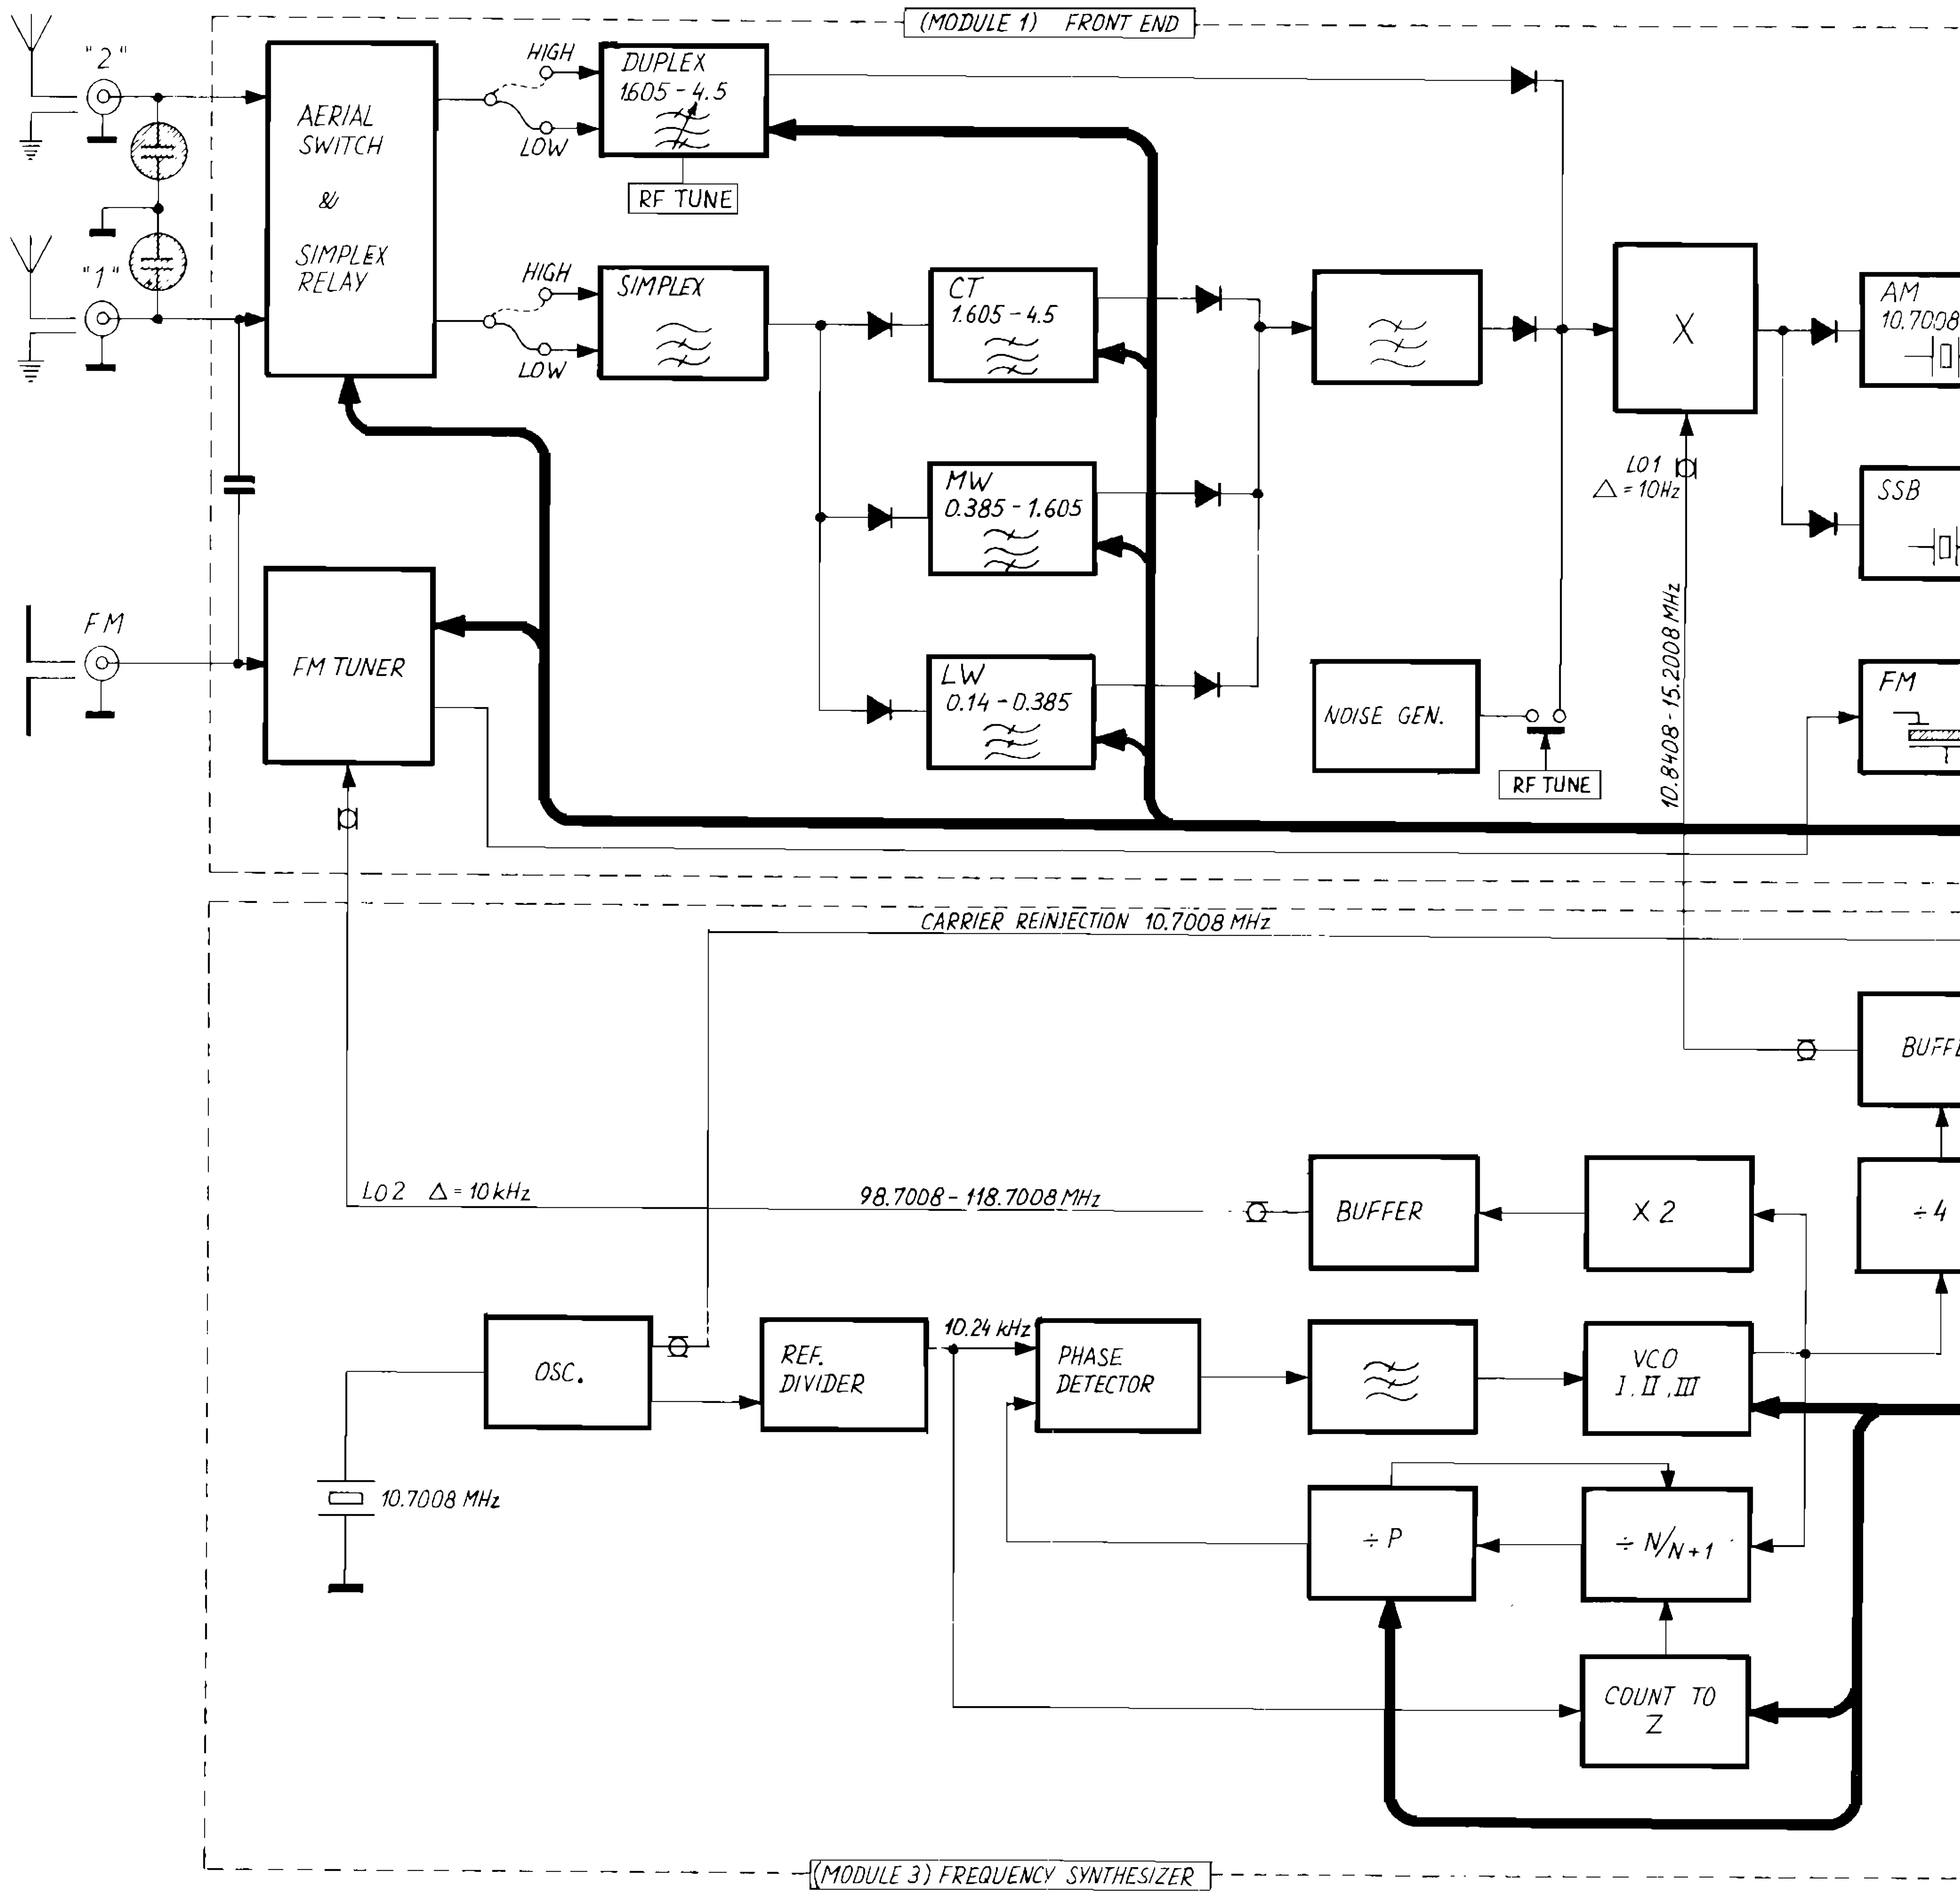 (MODULE 1) FRONT END
"2"
AERIAL
SWITCH
&
SIMPLEX
RELAY
HIGH
LOW
DUPLEX
1.605 - 4.5
RF TUNE
"1"
HIGH
LOW
SIMPLEX
CT
1.605 - 4.5
MW
0.385 - 1.605
LW
0.14 - 0.385
X
AM
10.7008
LO1
Δ = 10Hz
SSB
10.8408 - 15.2008 MHz
FM
FM TUNER
NOISE GEN.
RF TUNE
FM
CARRIER REINJECTION 10.7008 MHz
LO2 Δ = 10 kHz
98.7008 - 118.7008 MHz
BUFFER
X 2
÷ 4
OSC.
REF.
DIVIDER
10.24 kHz
PHASE
DETECTOR
VCO
I, II, III
10.7008 MHz
÷ P
÷ N/N + 1
COUNT TO
Z
(MODULE 3) FREQUENCY SYNTHESIZER